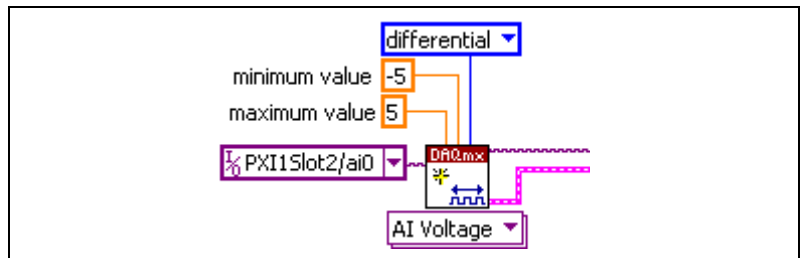 differential
minimum value -5
maximum value 5
I/O PXI1Slot2/ai0
DAQmx
AI Voltage